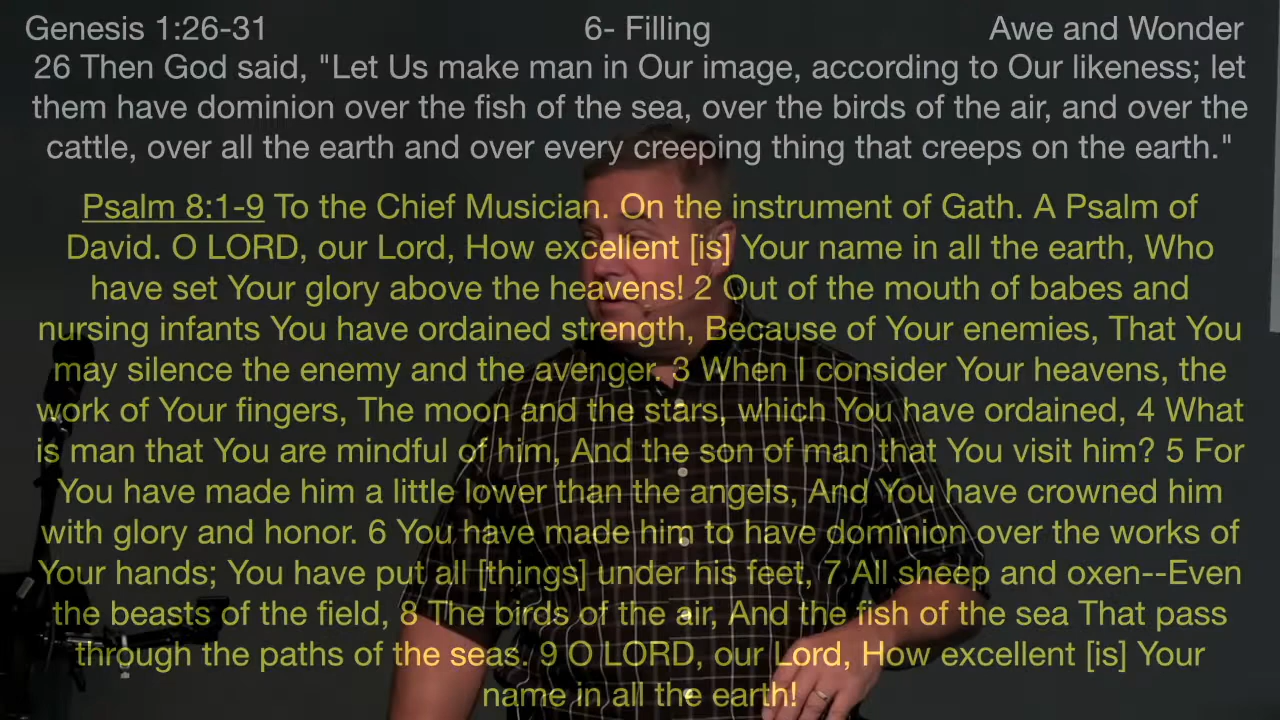 Genesis 1:26-31 6- Filling Awe and Wonder
26 Then God said, "Let Us make man in Our image, according to Our likeness; let
them have dominion over the fish of the sea, over the birds of the air, and over the
cattle, over all the earth and over every creeping thing that creeps on the earth."
Psalm 8:1-9 To the Chief Musician. On the instrument of Gath. A Psalm of
David. O LORD, our Lord, How excellent [is] Your name in all the earth, Who
have set Your glory above the heavens! 2 Out of the mouth of babes and
nursing infants You have ordained strength, Because of Your enemies, That You
may silence the enemy and the avenger. 3 When I consider Your heavens, the
work of Your fingers, The moon and the stars, which You have ordained, 4 What
is man that You are mindful of him, And the son of man that You visit him? 5 For
You have made him a little lower than the angels, And You have crowned him
with glory and honor. 6 You have made him to have dominion over the works of
Your hands; You have put all [things] under his feet, 7 All sheep and oxen--Even
the beasts of the field, 8 The birds of the air, And the fish of the sea That pass
through the paths of the seas. 9 O LORD, our Lord, How excellent [is] Your
name in all the earth!